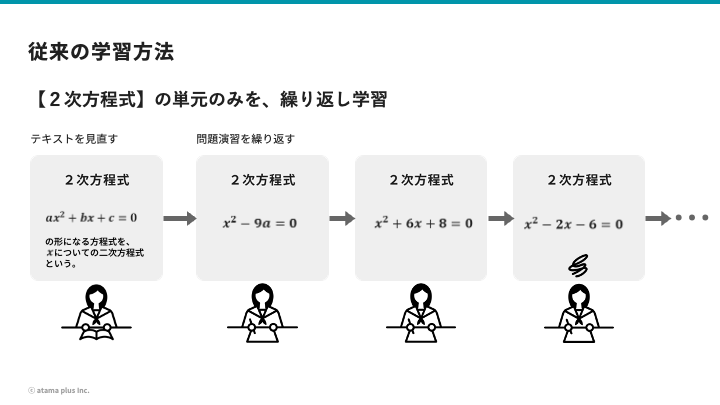 従来の学習方法
【２次方程式】の単元のみを、繰り返し学習
テキストを見直す
問題演習を繰り返す
２次方程式
ax² + bx + c = 0
の形になる方程式を、
xについての二次方程式
という。
２次方程式
x² − 9a = 0
２次方程式
x² + 6x + 8 = 0
２次方程式
x² − 2x − 6 = 0
ⓒ atama plus Inc.